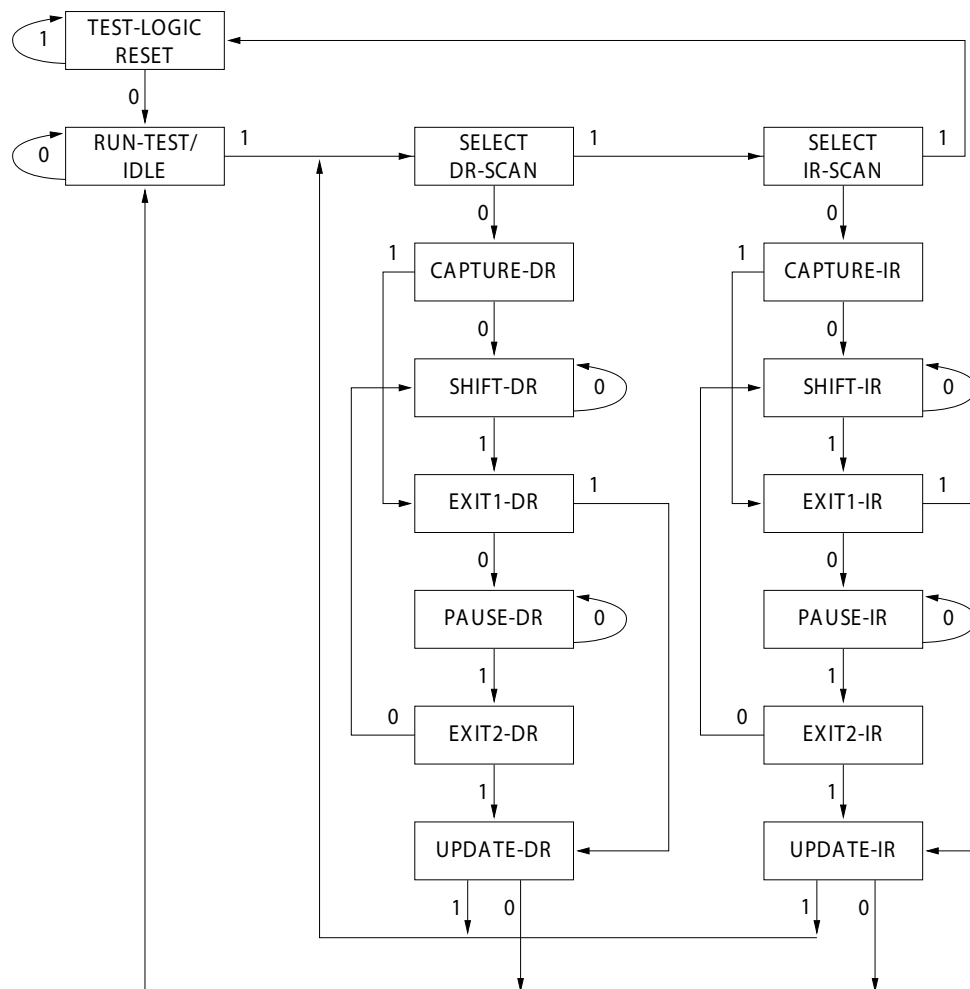 TEST-LOGIC
RESET
1
0
RUN-TEST/
IDLE
0
1
SELECT
DR-SCAN
1
SELECT
IR-SCAN
1
0
0
1
CAPTURE-DR
1
CAPTURE-IR
0
0
SHIFT-DR
0
SHIFT-IR
0
1
1
EXIT1-DR
1
EXIT1-IR
1
0
0
PAUSE-DR
0
PAUSE-IR
0
1
1
0
EXIT2-DR
0
EXIT2-IR
1
1
UPDATE-DR
UPDATE-IR
1
0
1
0